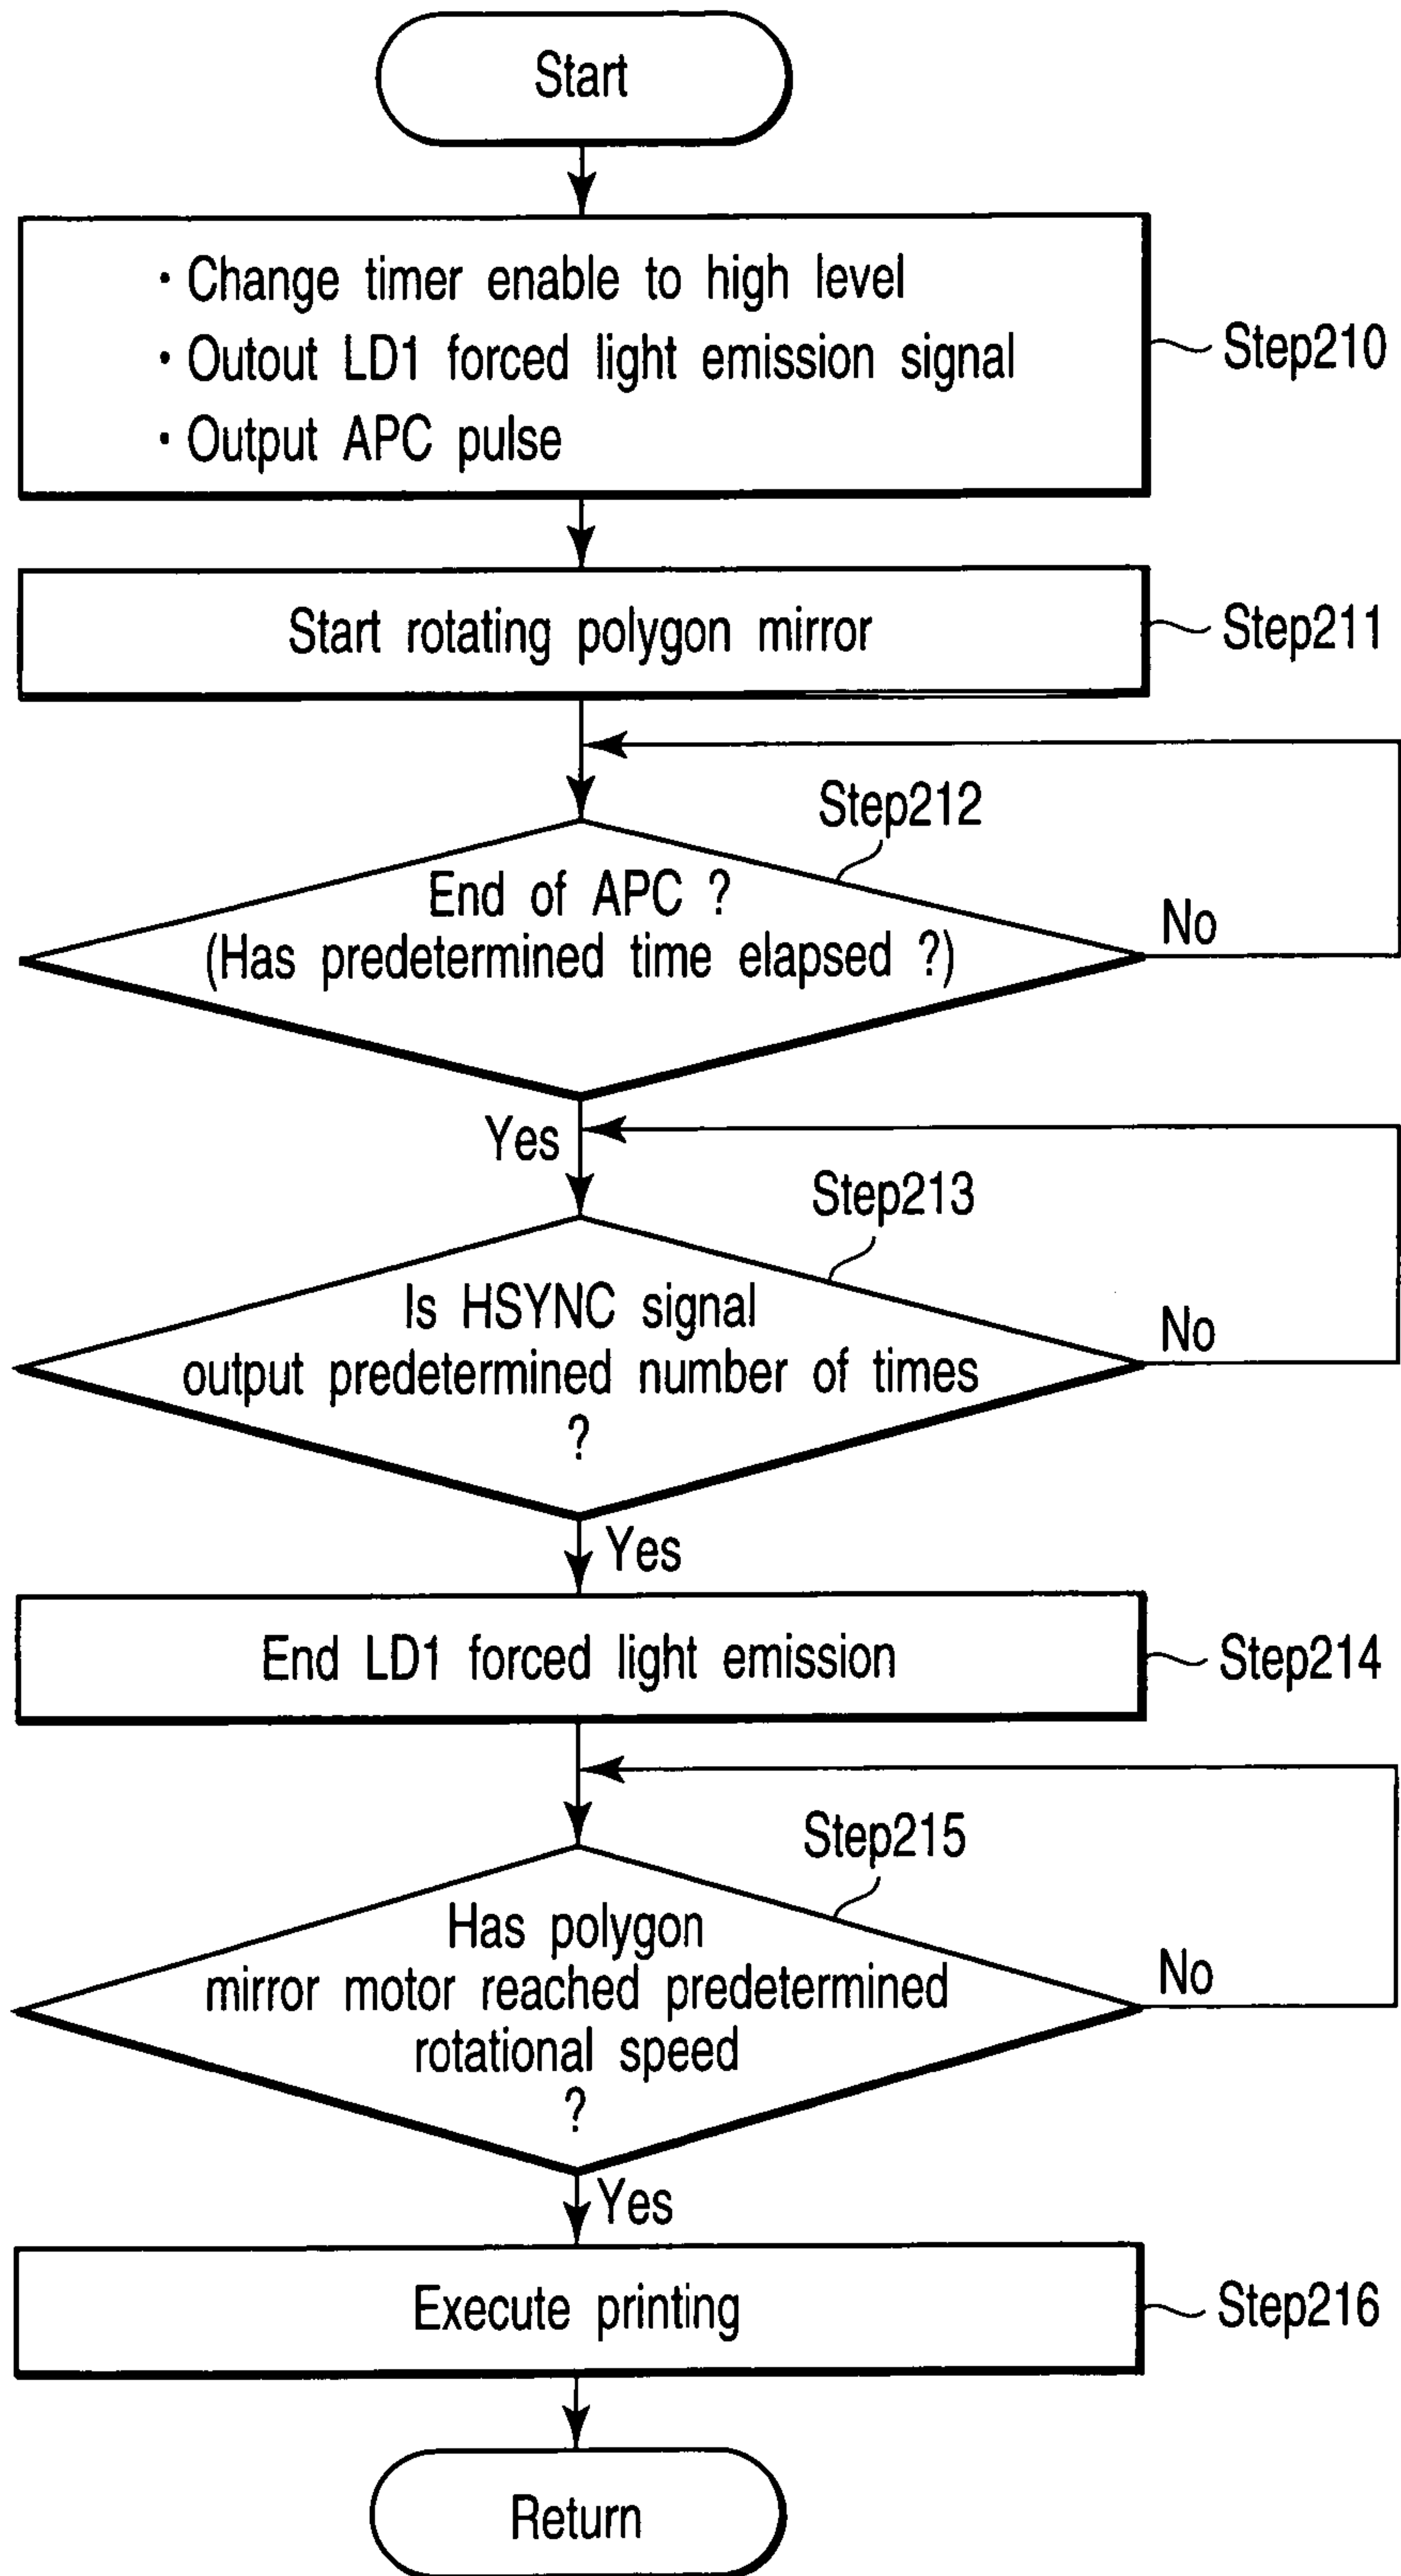 Start
· Change timer enable to high level
· Outout LD1 forced light emission signal
· Output APC pulse
Step210
Start rotating polygon mirror
Step211
Step212
End of APC ?
(Has predetermined time elapsed ?)
No
Yes
Step213
Is HSYNC signal
output predetermined number of times
?
No
Yes
End LD1 forced light emission
Step214
Step215
Has polygon
mirror motor reached predetermined
rotational speed
?
No
Yes
Execute printing
Step216
Return